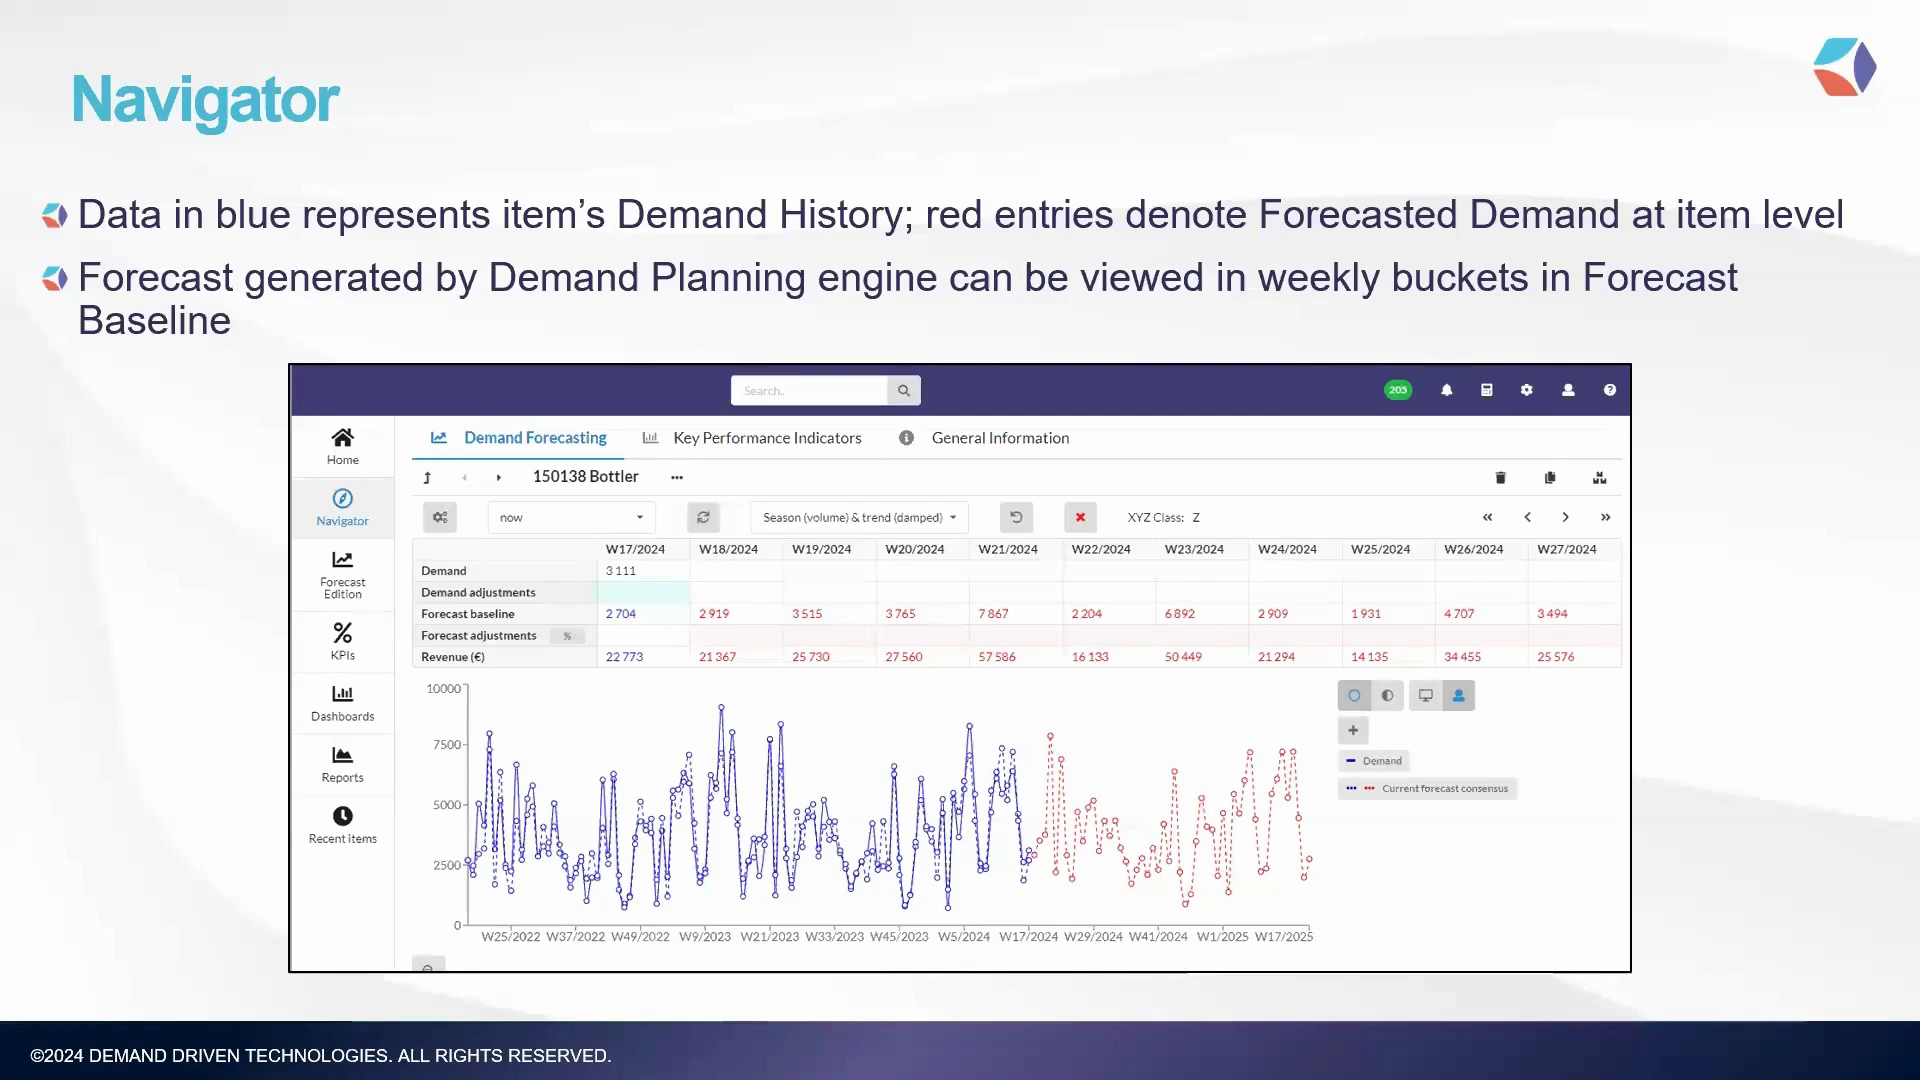 Navigator
Data in blue represents item’s Demand History; red entries denote Forecasted Demand at item level
Forecast generated by Demand Planning engine can be viewed in weekly buckets in Forecast
Baseline
Search..
205
Home
Navigator
Forecast
Edition
KPIs
Dashboards
Reports
Recent items
Demand Forecasting Key Performance Indicators General Information
150138 Bottler
now Season (volume) & trend (damped) XYZ Class: Z
W17/2024 W18/2024 W19/2024 W20/2024 W21/2024 W22/2024 W23/2024 W24/2024 W25/2024 W26/2024 W27/2024
Demand 3 111
Demand adjustments
Forecast baseline 2 704 2 919 3 515 3 765 7 867 2 204 6 892 2 909 1 931 4 707 3 494
Forecast adjustments %
Revenue (€) 22 773 21 367 25 730 27 560 57 586 16 133 50 449 21 294 14 135 34 455 25 576
10000
7500
5000
2500
0
W25/2022 W37/2022 W49/2022 W9/2023 W21/2023 W33/2023 W45/2023 W5/2024 W17/2024 W29/2024 W41/2024 W1/2025 W17/2025
Demand
Current forecast consensus
©2024 DEMAND DRIVEN TECHNOLOGIES. ALL RIGHTS RESERVED.